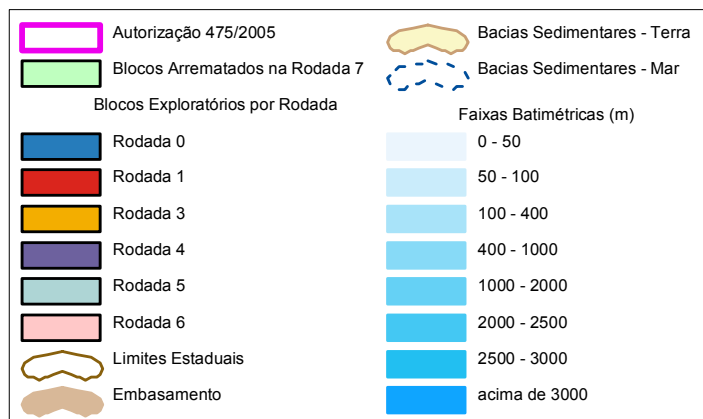 Autorização 475/2005
Blocos Arrematados na Rodada 7
Blocos Exploratórios por Rodada
Rodada 0
Rodada 1
Rodada 3
Rodada 4
Rodada 5
Rodada 6
Limites Estaduais
Embasamento
Bacias Sedimentares - Terra
Bacias Sedimentares - Mar
Faixas Batimétricas (m)
0 - 50
50 - 100
100 - 400
400 - 1000
1000 - 2000
2000 - 2500
2500 - 3000
acima de 3000